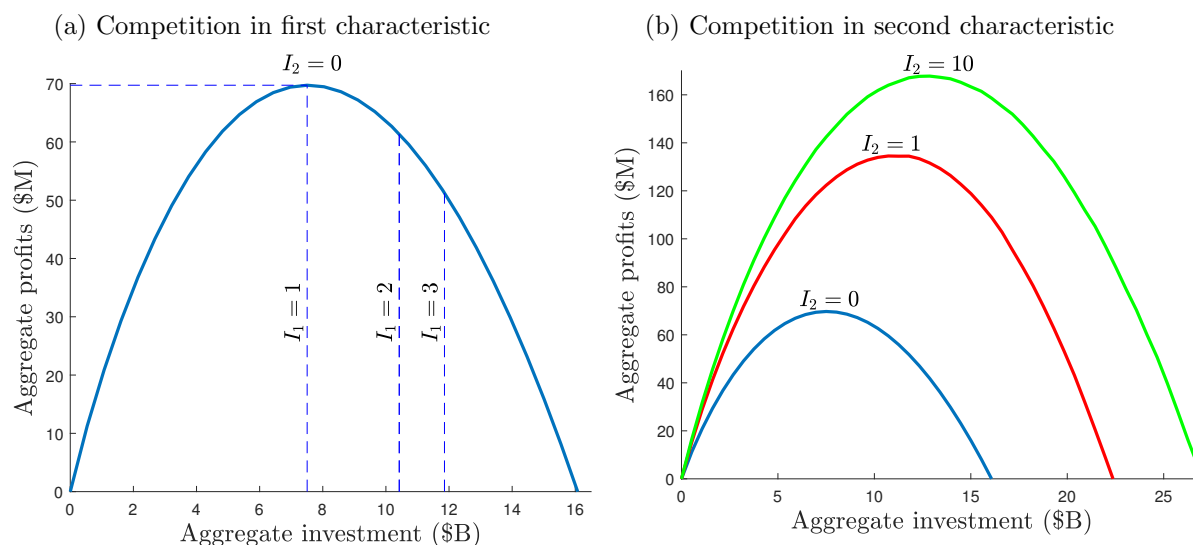 (a) Competition in first characteristic
I₂ = 0
70
60
50
40
30
20
10
0
Aggregate profits ($M)
I₁ = 1
I₁ = 2
I₁ = 3
0 2 4 6 8 10 12 14 16
Aggregate investment ($B)
(b) Competition in second characteristic
I₂ = 10
I₂ = 1
I₂ = 0
160
140
120
100
80
60
40
20
0
Aggregate profits ($M)
0 5 10 15 20 25
Aggregate investment ($B)